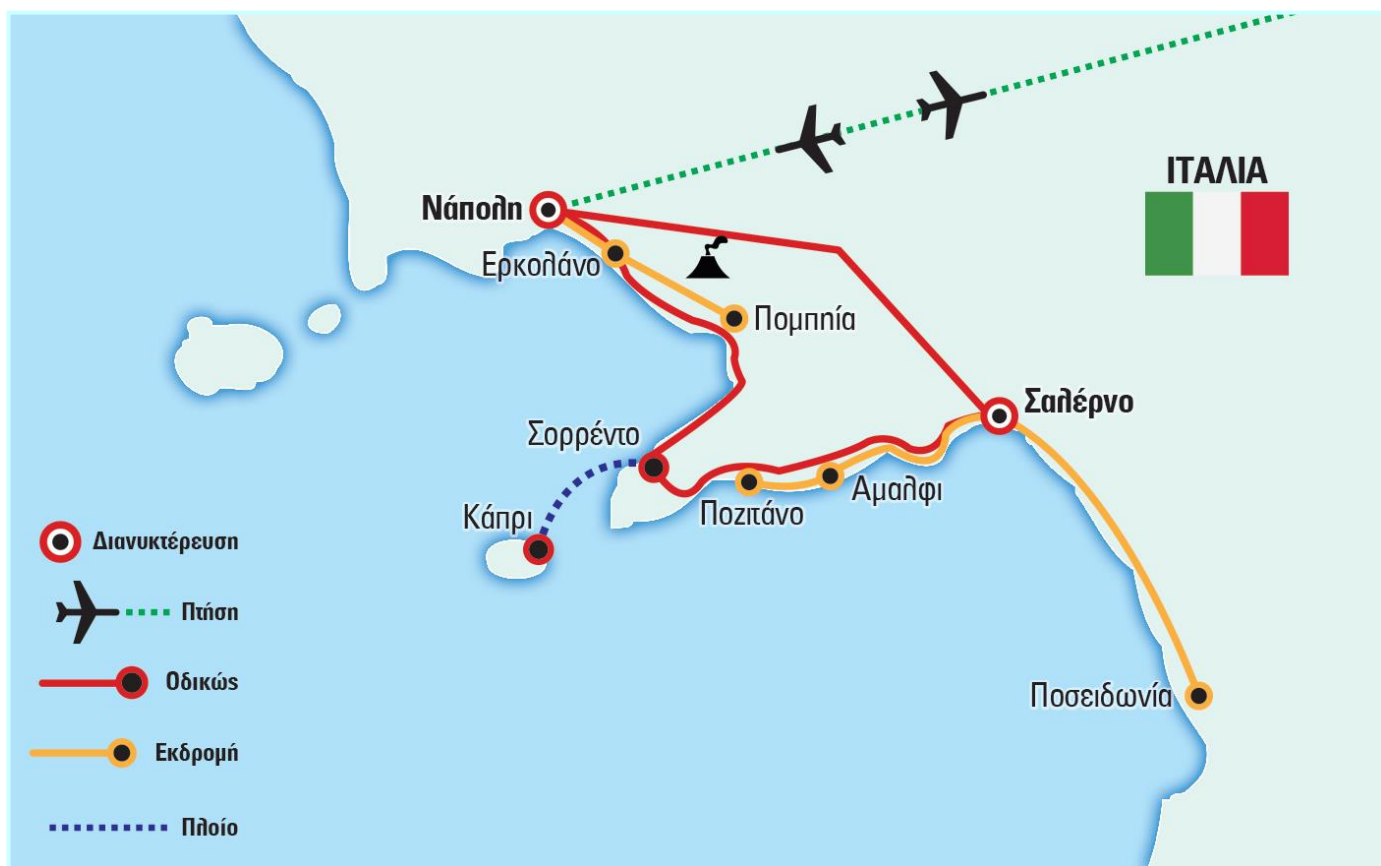 ΙΤΑΛΙΑ
Νάπολη
Ερκολάνο
Πομπηία
Σαλέρνο
Σορρέντο
Κάπρι
Ποζιτάνο
Αμαλφι
Ποσειδωνία
Διανυκτέρευση
Πτήση
Οδικώς
Εκδρομή
Πλοίο